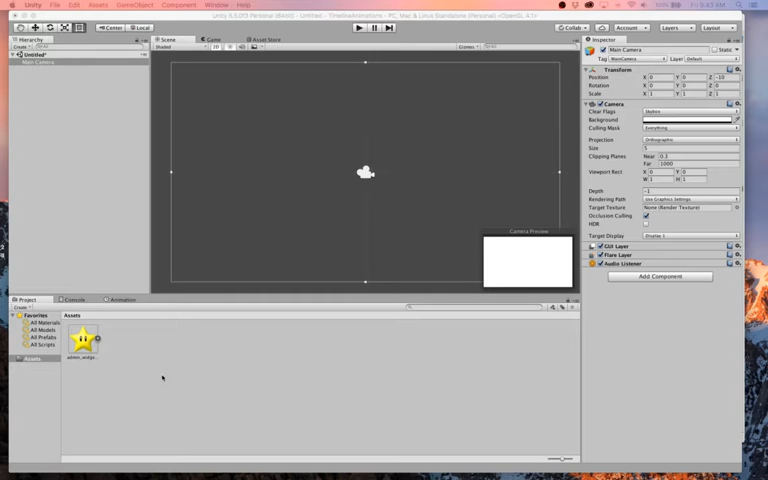 Unity File Edit Assets GameObject Component Window Help Fri 9:43 AM
Unity 5.5.0f3 Personal (BASE) - Untitled - TimelineAnimations - PC, Mac & Linux Standalone (Personal) <OpenGL 4.1>
Center Local Collab Account Layers Layout
Hierarchy
Create
Untitled*
Main Camera
Scene Game Asset Store
Shaded 2D Gizmos
Camera Preview
Inspector
Main Camera Static
Tag MainCamera Layer Default
Transform
Position X 0 Y 0 Z -10
Rotation X 0 Y 0 Z 0
Scale X 1 Y 1 Z 1
Camera
Clear Flags Skybox
Background
Culling Mask Everything
Projection Orthographic
Size 5
Clipping Planes Near 0.3
Far 1000
Viewport Rect X 0 Y 0
W 1 H 1
Depth -1
Rendering Path Use Graphics Settings
Target Texture None (Render Texture)
Occlusion Culling
HDR
Target Display Display 1
GUI Layer
Flare Layer
Audio Listener
Add Component
Project Console Animation
Create
Favorites
All Materials
All Models
All Prefabs
All Scripts
Assets
Assets
admin_widge...